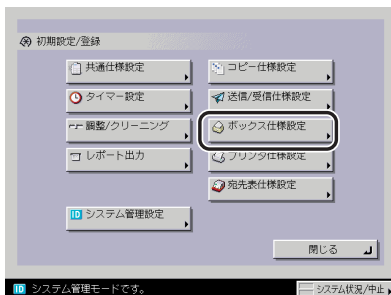 初期設定/登録
共通仕様設定
コピー仕様設定
タイマー設定
送信/受信仕様設定
調整/クリーニング
ボックス仕様設定
レポート出力
プリンタ仕様設定
宛先表仕様設定
ID システム管理設定
閉じる
ID システム管理モードです。
システム状況/中止